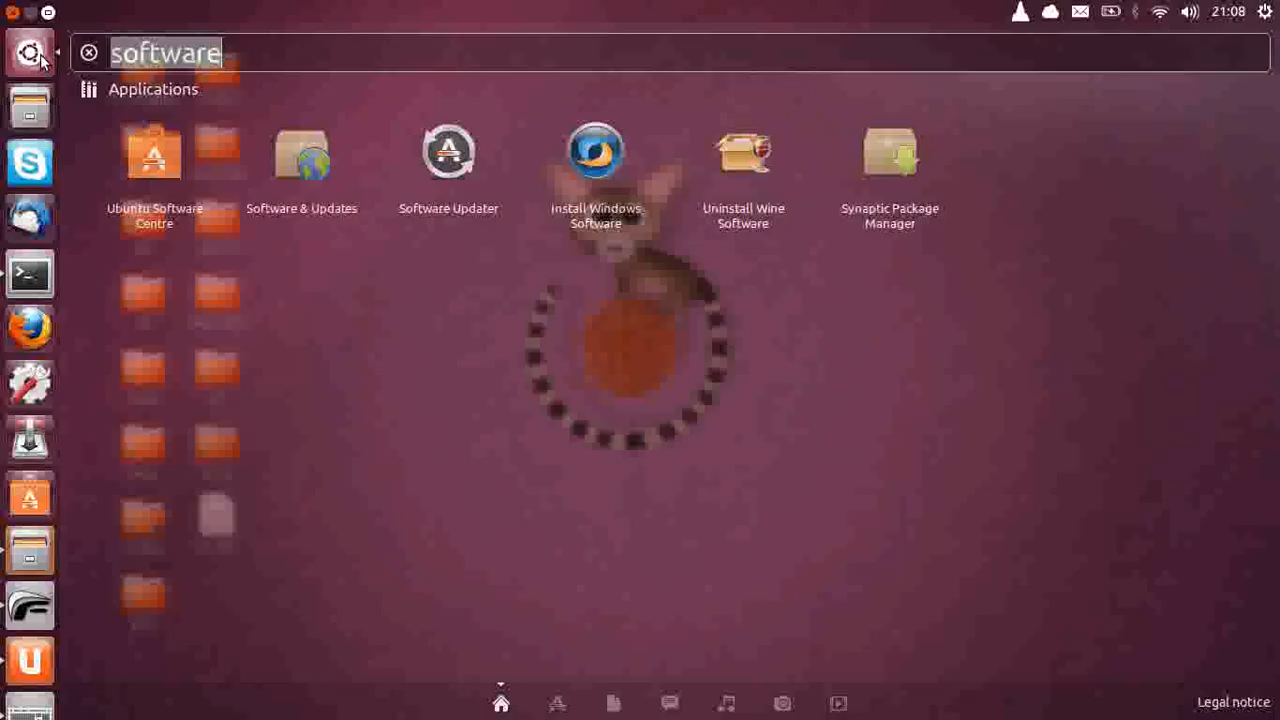 21:08
software
Applications
Ubuntu Software
Centre
Software & Updates
Software Updater
Install Windows
Software
Uninstall Wine
Software
Synaptic Package
Manager
Legal notice